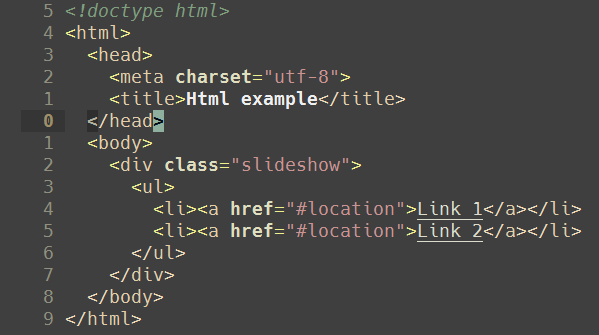 5 <!doctype html>
4 <html>
3   <head>
2     <meta charset="utf-8">
1     <title>Html example</title>
0   </head>
1   <body>
2     <div class="slideshow">
3       <ul>
4         <li><a href="#location">Link 1</a></li>
5         <li><a href="#location">Link 2</a></li>
6       </ul>
7     </div>
8   </body>
9 </html>